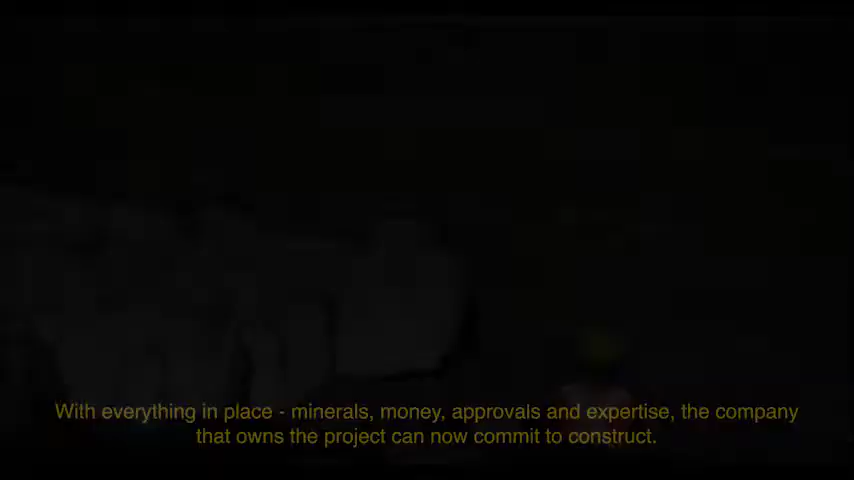 With everything in place - minerals, money, approvals and expertise, the company
that owns the project can now commit to construct.